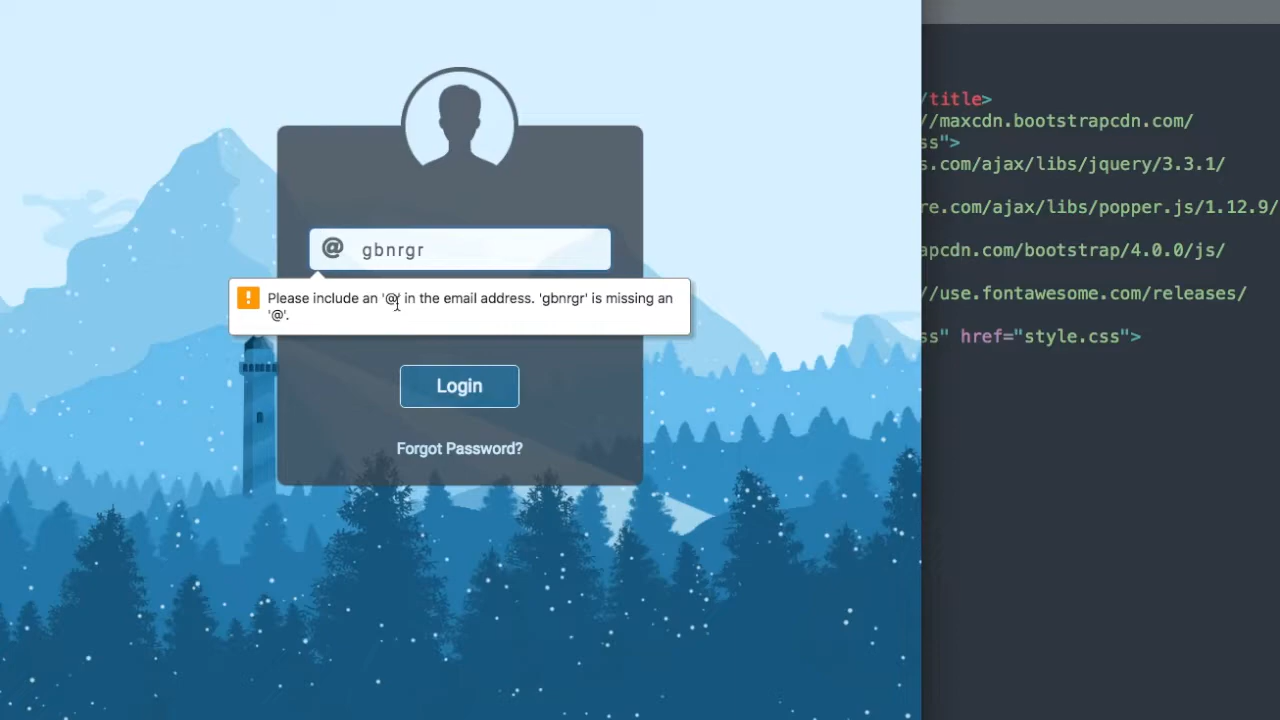 @ gbnrgr
Please include an '@' in the email address. 'gbnrgr' is missing an
'@'.
Login
Forgot Password?
/title>
//maxcdn.bootstrapcdn.com/
ss">
s.com/ajax/libs/jquery/3.3.1/
re.com/ajax/libs/popper.js/1.12.9/
apcdn.com/bootstrap/4.0.0/js/
//use.fontawesome.com/releases/
ss" href="style.css">